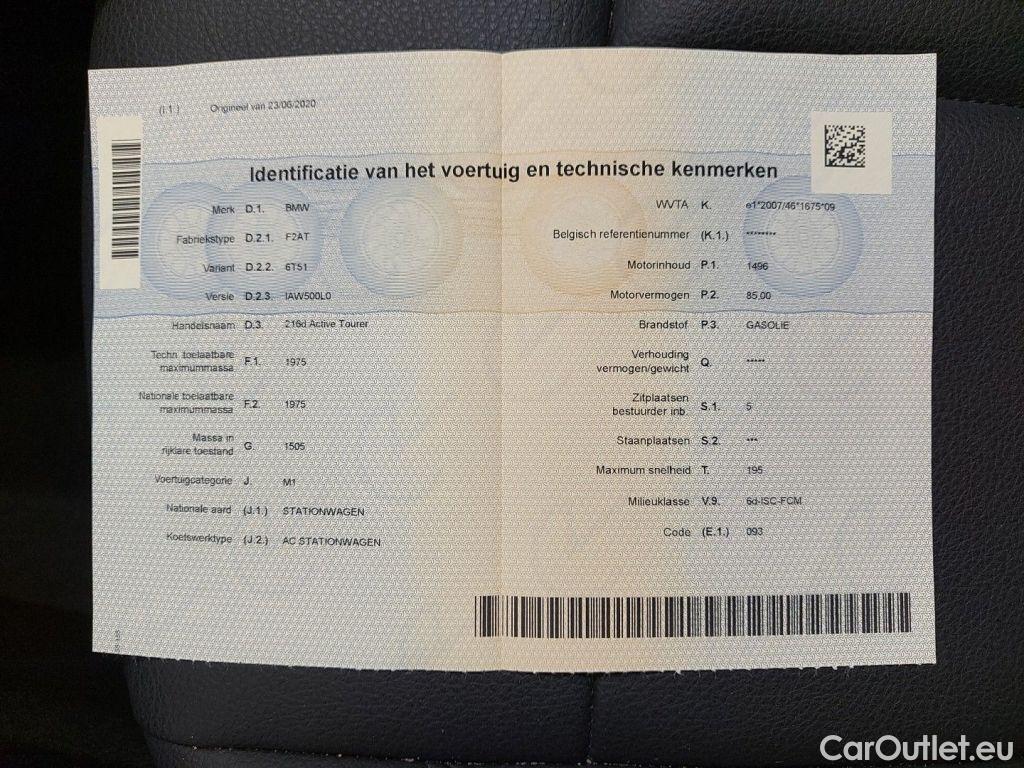 (I.1.) Origineel van 23/06/2020
Identificatie van het voertuig en technische kenmerken
Merk D.1. BMW
Fabriekstype D.2.1. F2AT
Variant D.2.2. 6T51
Versie D.2.3. IAW500L0
Handelsnaam D.3. 216d Active Tourer
Techn. toelaatbare
maximummassa F.1. 1975
Nationale toelaatbare
maximummassa F.2. 1975
Massa in
rijklare toestand G. 1505
Voertuigcategorie J. M1
Nationale aard (J.1.) STATIONWAGEN
Koetswerktype (J.2.) AC STATIONWAGEN
WVTA K. e1*2007/46*1675*09
Belgisch referentienummer (K.1.) ********
Motorinhoud P.1. 1496
Motorvermogen P.2. 85,00
Brandstof P.3. GASOLIE
Verhouding
vermogen/gewicht Q. *****
Zitplaatsen
bestuurder inb. S.1. 5
Staanplaatsen S.2. ***
Maximum snelheid T. 195
Milieuklasse V.9. 6d-ISC-FCM
Code (E.1.) 093
CarOutlet.eu